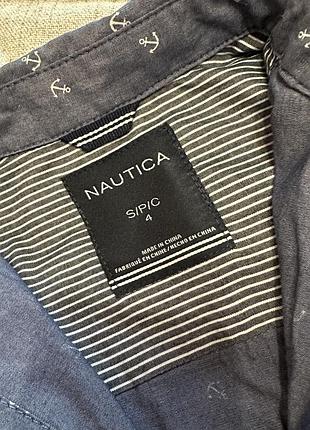 NAUTICA
S/P/C
4
MADE IN CHINA
FABRIQUÉ EN CHINE/HECHO EN CHINA